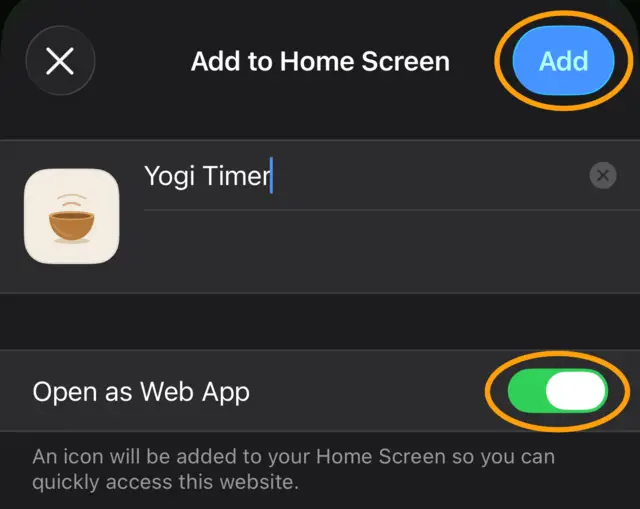 Add to Home Screen
Add
Yogi Timer
Open as Web App
An icon will be added to your Home Screen so you can
quickly access this website.